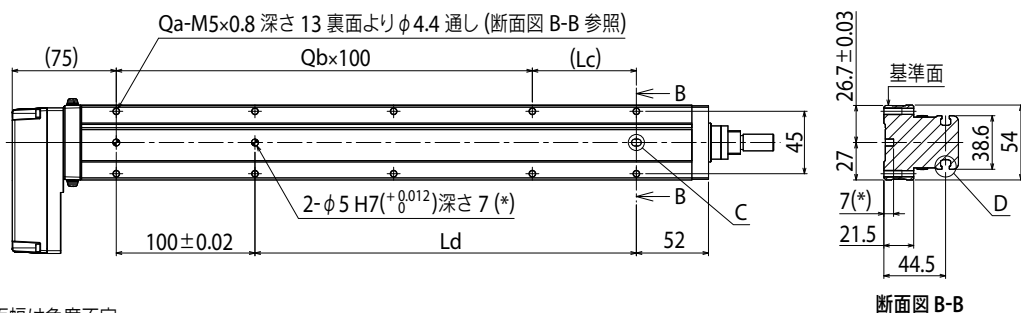 Qa-M5×0.8 深さ 13 裏面よりφ4.4 通し (断面図 B-B 参照)
(75)
Qb×100
(Lc)
B
26.7±0.03
基準面
45
27
38.6
54
2-φ5 H7(+0.012 0)深さ 7 (*)
B
C
7(*)
D
100±0.02
Ld
52
21.5
44.5
断面図 B-B